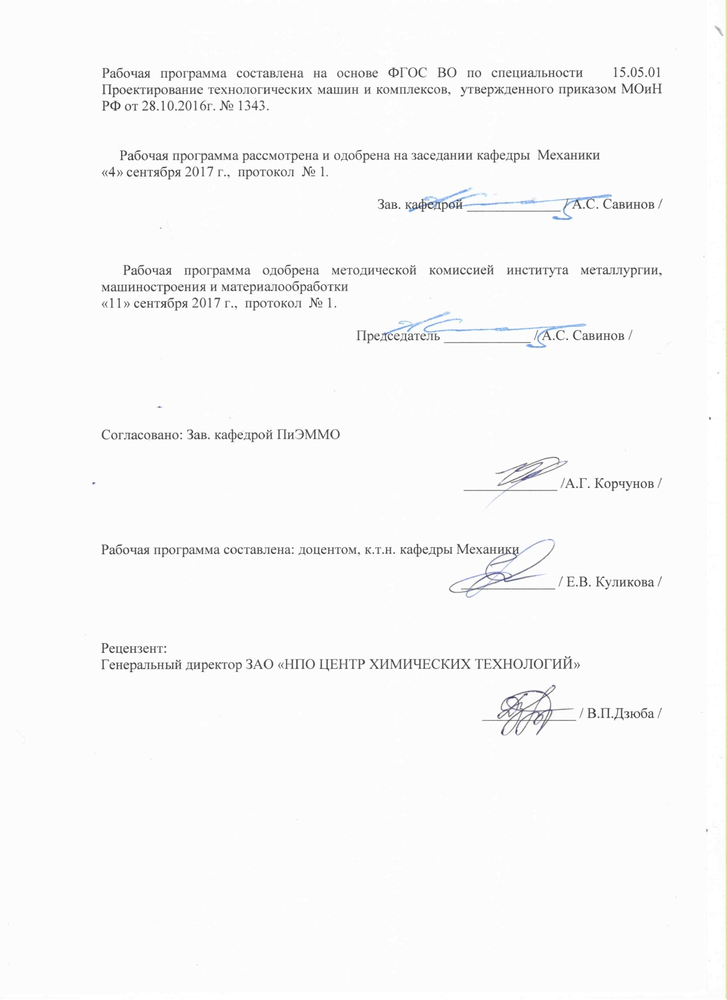 Рабочая программа составлена на основе ФГОС ВО по специальности 15.05.01
Проектирование технологических машин и комплексов, утвержденного приказом МОиН
РФ от 28.10.2016г. № 1343.
Рабочая программа рассмотрена и одобрена на заседании кафедры Механики
«4» сентября 2017 г., протокол № 1.
Зав. кафедрой _____________ / А.С. Савинов /
Рабочая программа одобрена методической комиссией института металлургии,
машиностроения и материалообработки
«11» сентября 2017 г., протокол № 1.
Председатель ____________ / А.С. Савинов /
Согласовано: Зав. кафедрой ПиЭММО
_____________ /А.Г. Корчунов /
Рабочая программа составлена: доцентом, к.т.н. кафедры Механики
_____________ / Е.В. Куликова /
Рецензент:
Генеральный директор ЗАО «НПО ЦЕНТР ХИМИЧЕСКИХ ТЕХНОЛОГИЙ»
_____________ / В.П.Дзюба /